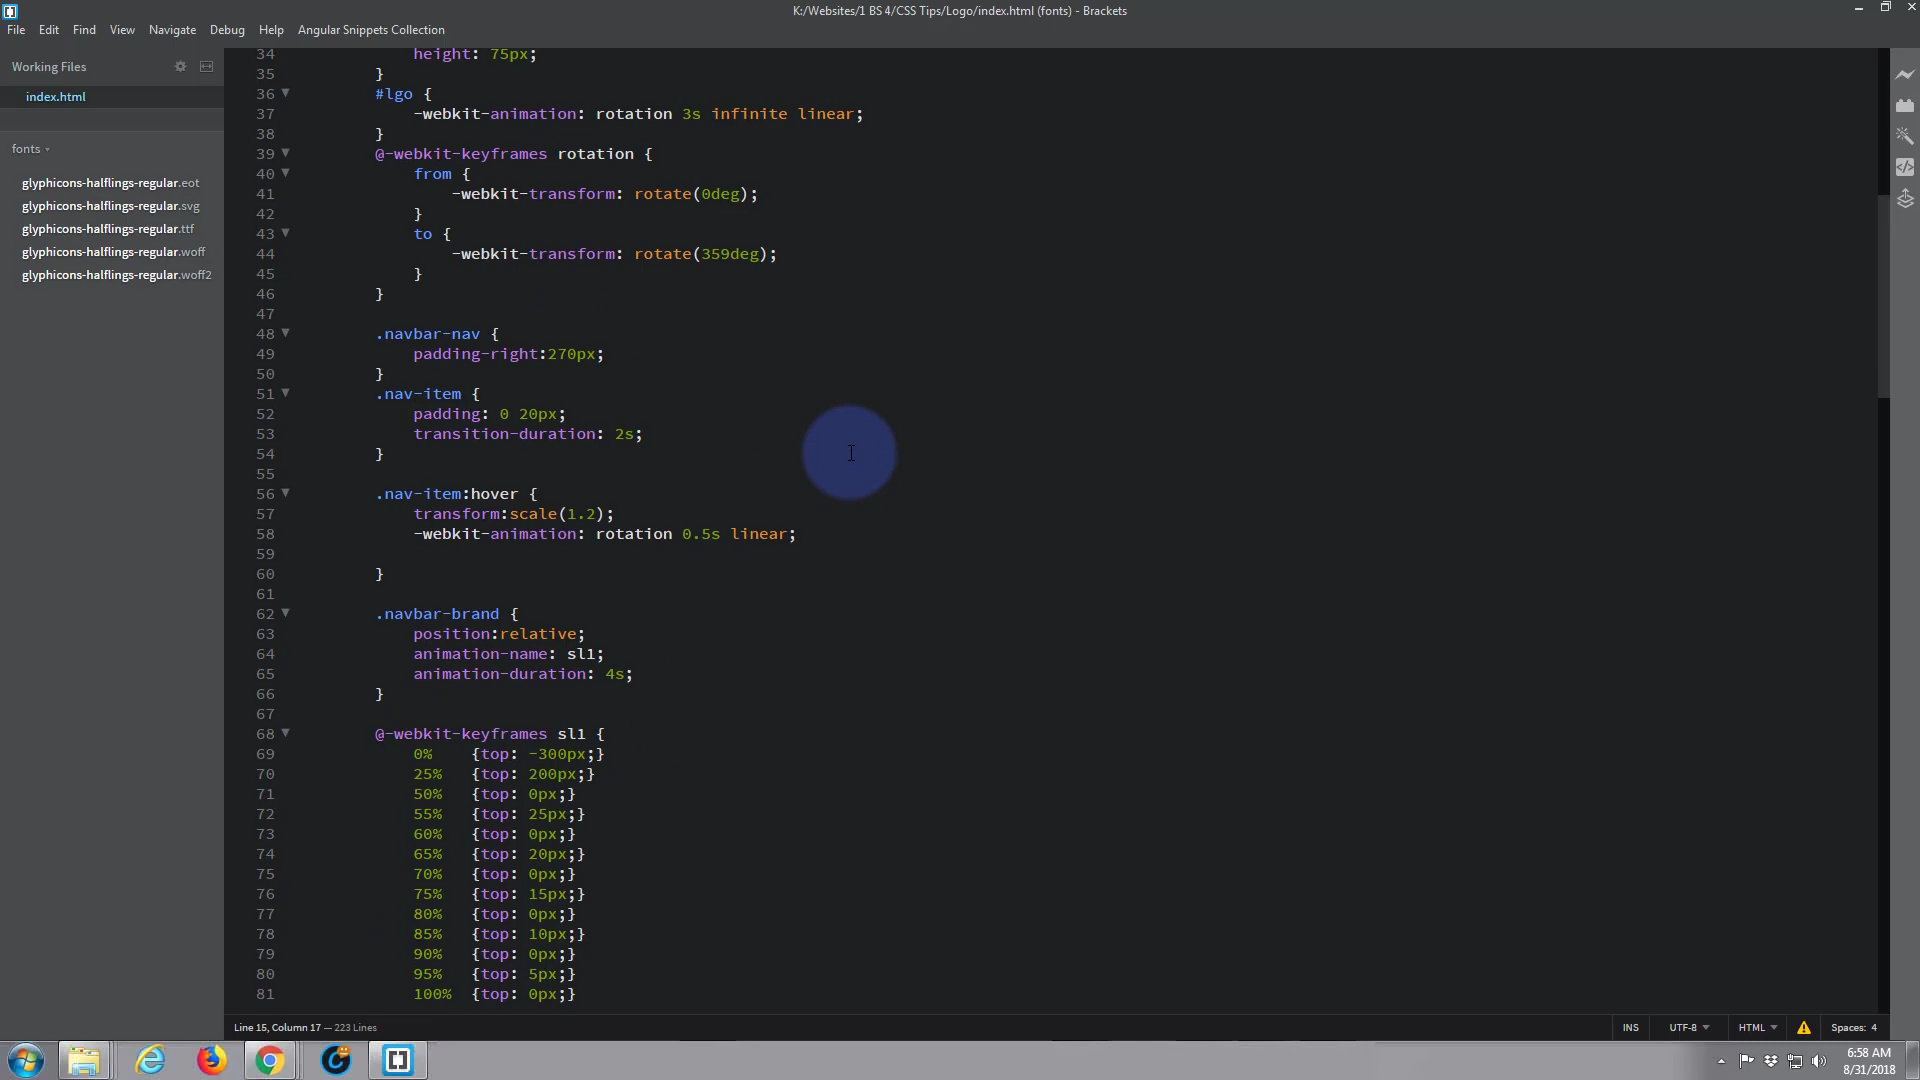 K:/Websites/1 BS 4/CSS Tips/Logo/index.html (fonts) - Brackets
File Edit Find View Navigate Debug Help Angular Snippets Collection
Working Files
index.html
fonts
glyphicons-halflings-regular.eot
glyphicons-halflings-regular.svg
glyphicons-halflings-regular.ttf
glyphicons-halflings-regular.woff
glyphicons-halflings-regular.woff2
34 height: 75px;
35 }
36 #lgo {
37 -webkit-animation: rotation 3s infinite linear;
38 }
39 @-webkit-keyframes rotation {
40 from {
41 -webkit-transform: rotate(0deg);
42 }
43 to {
44 -webkit-transform: rotate(359deg);
45 }
46 }
47
48 .navbar-nav {
49 padding-right:270px;
50 }
51 .nav-item {
52 padding: 0 20px;
53 transition-duration: 2s;
54 }
55
56 .nav-item:hover {
57 transform:scale(1.2);
58 -webkit-animation: rotation 0.5s linear;
59
60 }
61
62 .navbar-brand {
63 position:relative;
64 animation-name: sl1;
65 animation-duration: 4s;
66 }
67
68 @-webkit-keyframes sl1 {
69 0% {top: -300px;}
70 25% {top: 200px;}
71 50% {top: 0px;}
72 55% {top: 25px;}
73 60% {top: 0px;}
74 65% {top: 20px;}
75 70% {top: 0px;}
76 75% {top: 15px;}
77 80% {top: 0px;}
78 85% {top: 10px;}
79 90% {top: 0px;}
80 95% {top: 5px;}
81 100% {top: 0px;}
Line 15, Column 17 — 223 Lines
INS UTF-8 HTML Spaces: 4
6:58 AM
8/31/2018